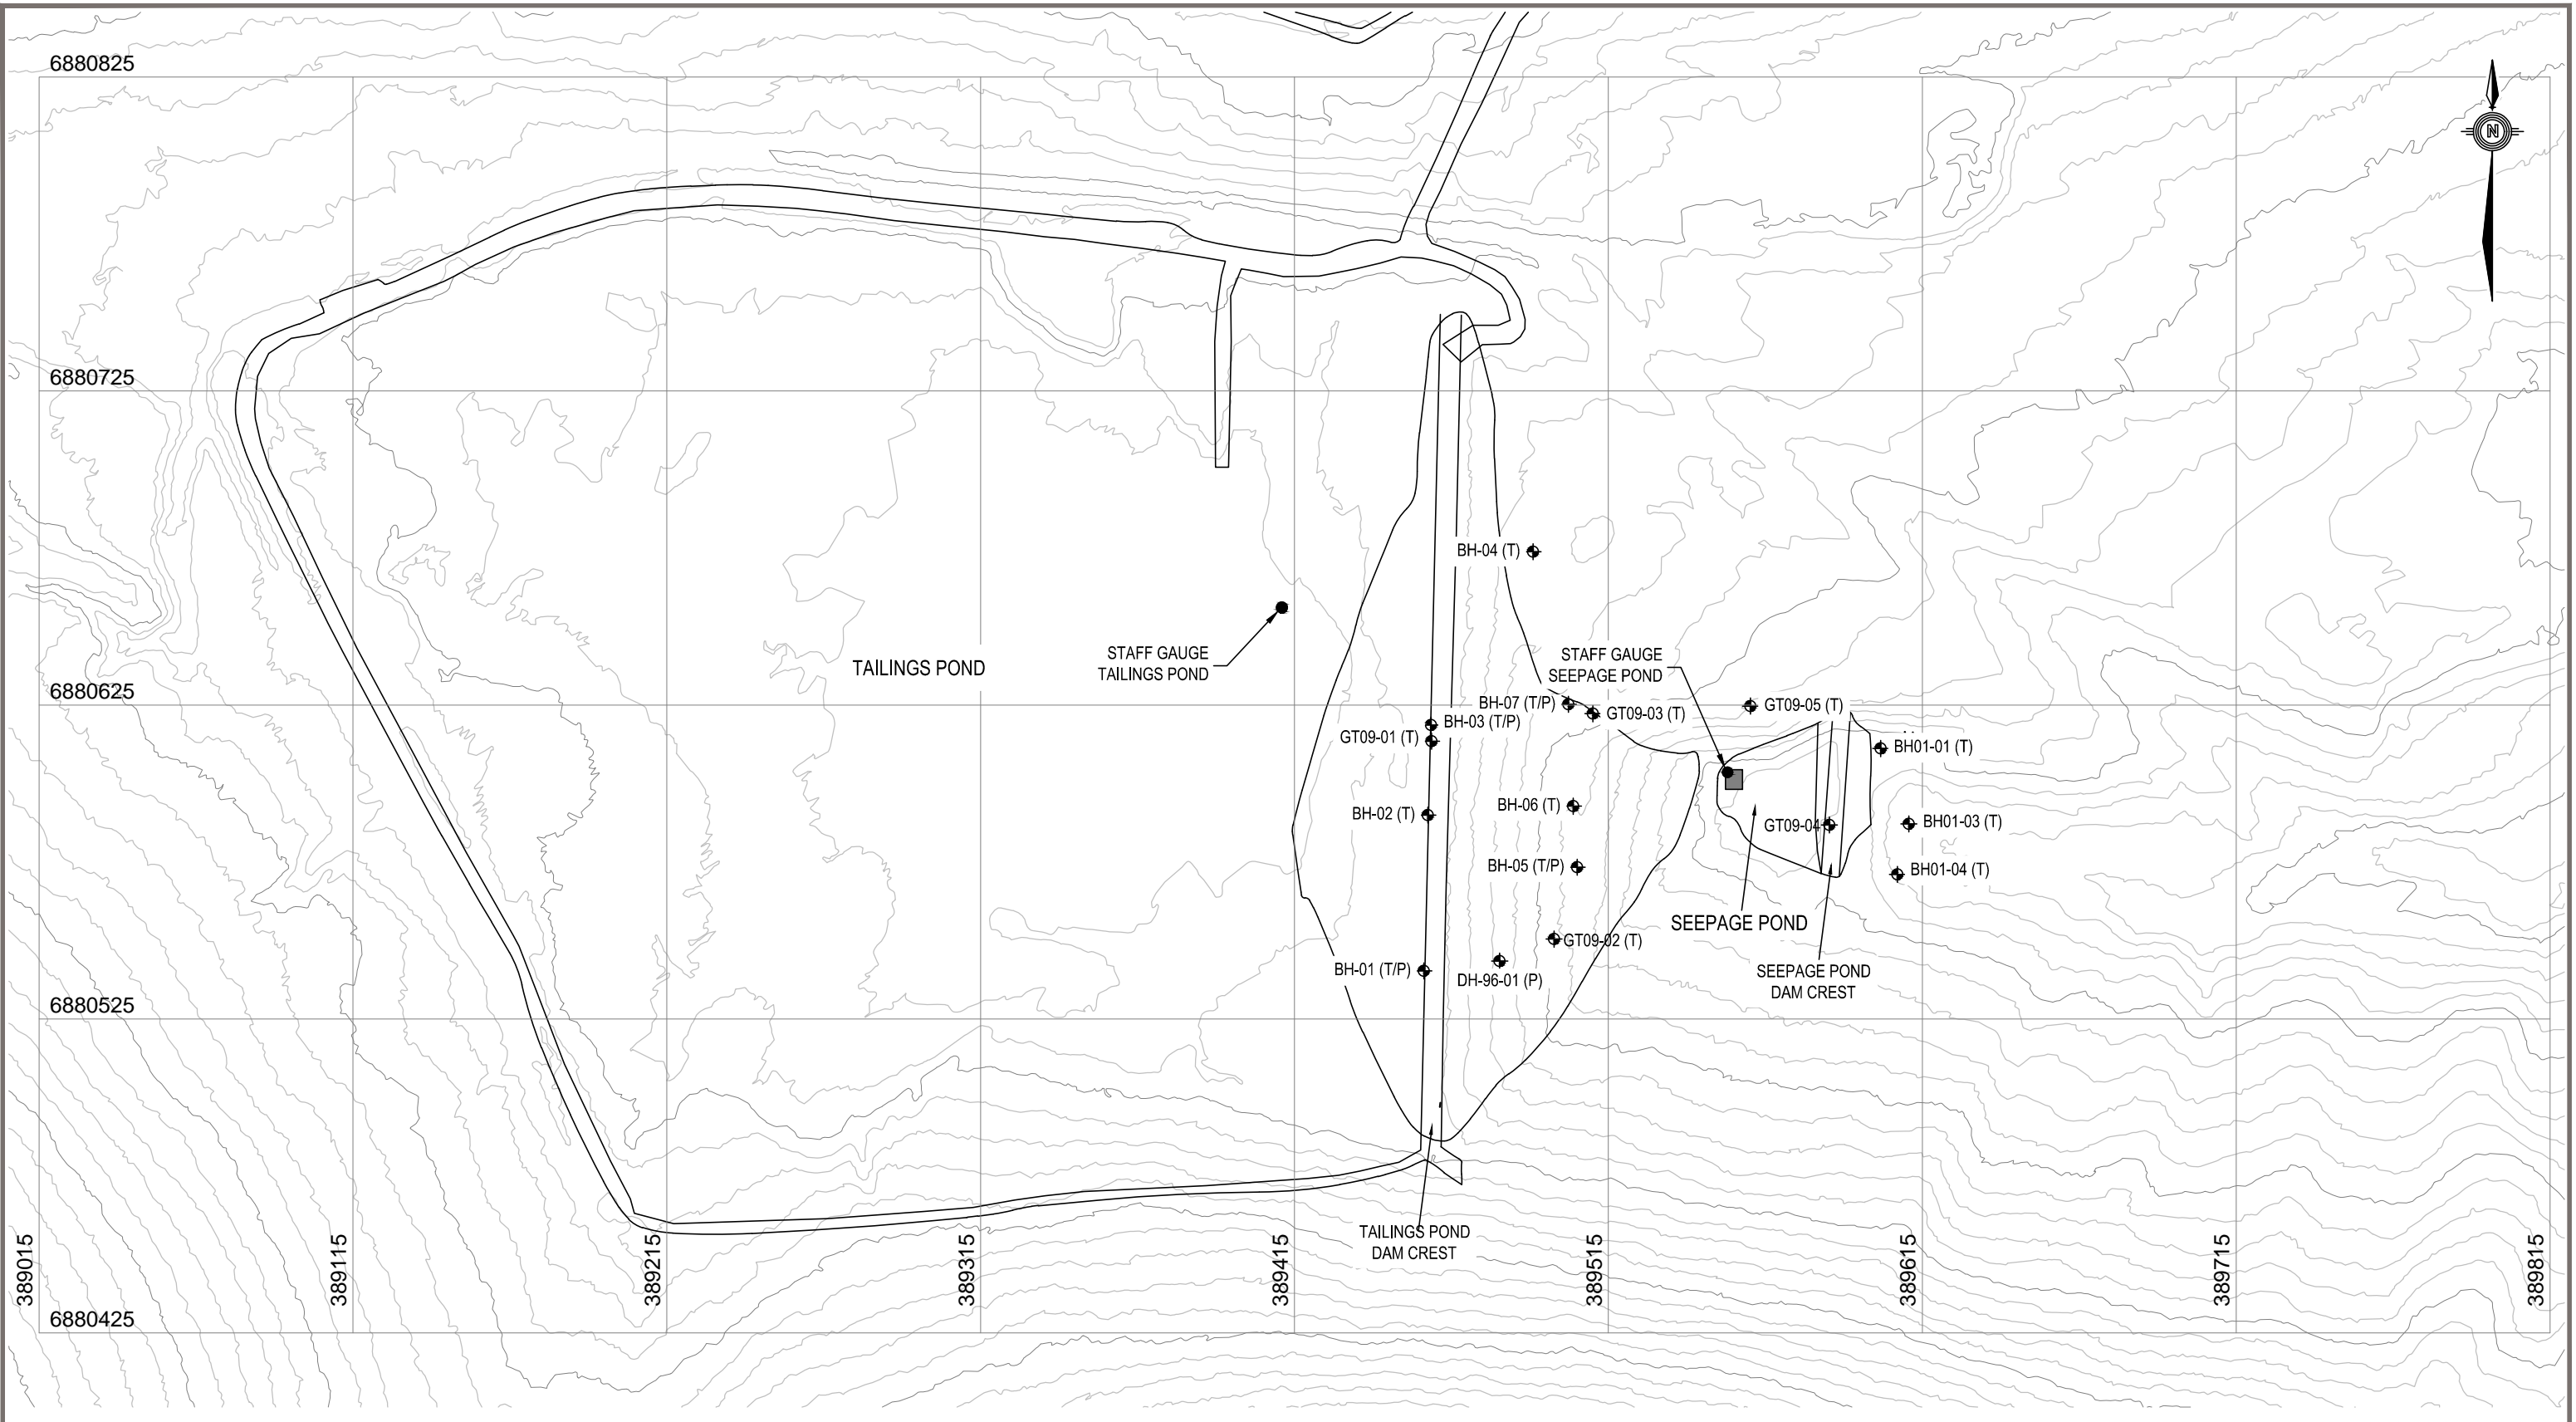 6880825
N
6880725
BH-04 (T)
STAFF GAUGE
TAILINGS POND
TAILINGS POND
STAFF GAUGE
SEEPAGE POND
6880625
BH-07 (T/P)
GT09-03 (T)
GT09-05 (T)
BH-03 (T/P)
GT09-01 (T)
BH01-01 (T)
BH-06 (T)
BH-02 (T)
GT09-04
BH01-03 (T)
BH-05 (T/P)
BH01-04 (T)
SEEPAGE POND
GT09-02 (T)
BH-01 (T/P)
DH-96-01 (P)
SEEPAGE POND
DAM CREST
6880525
TAILINGS POND
DAM CREST
389015
389115
389215
389315
389415
389515
389615
389715
389815
6880425